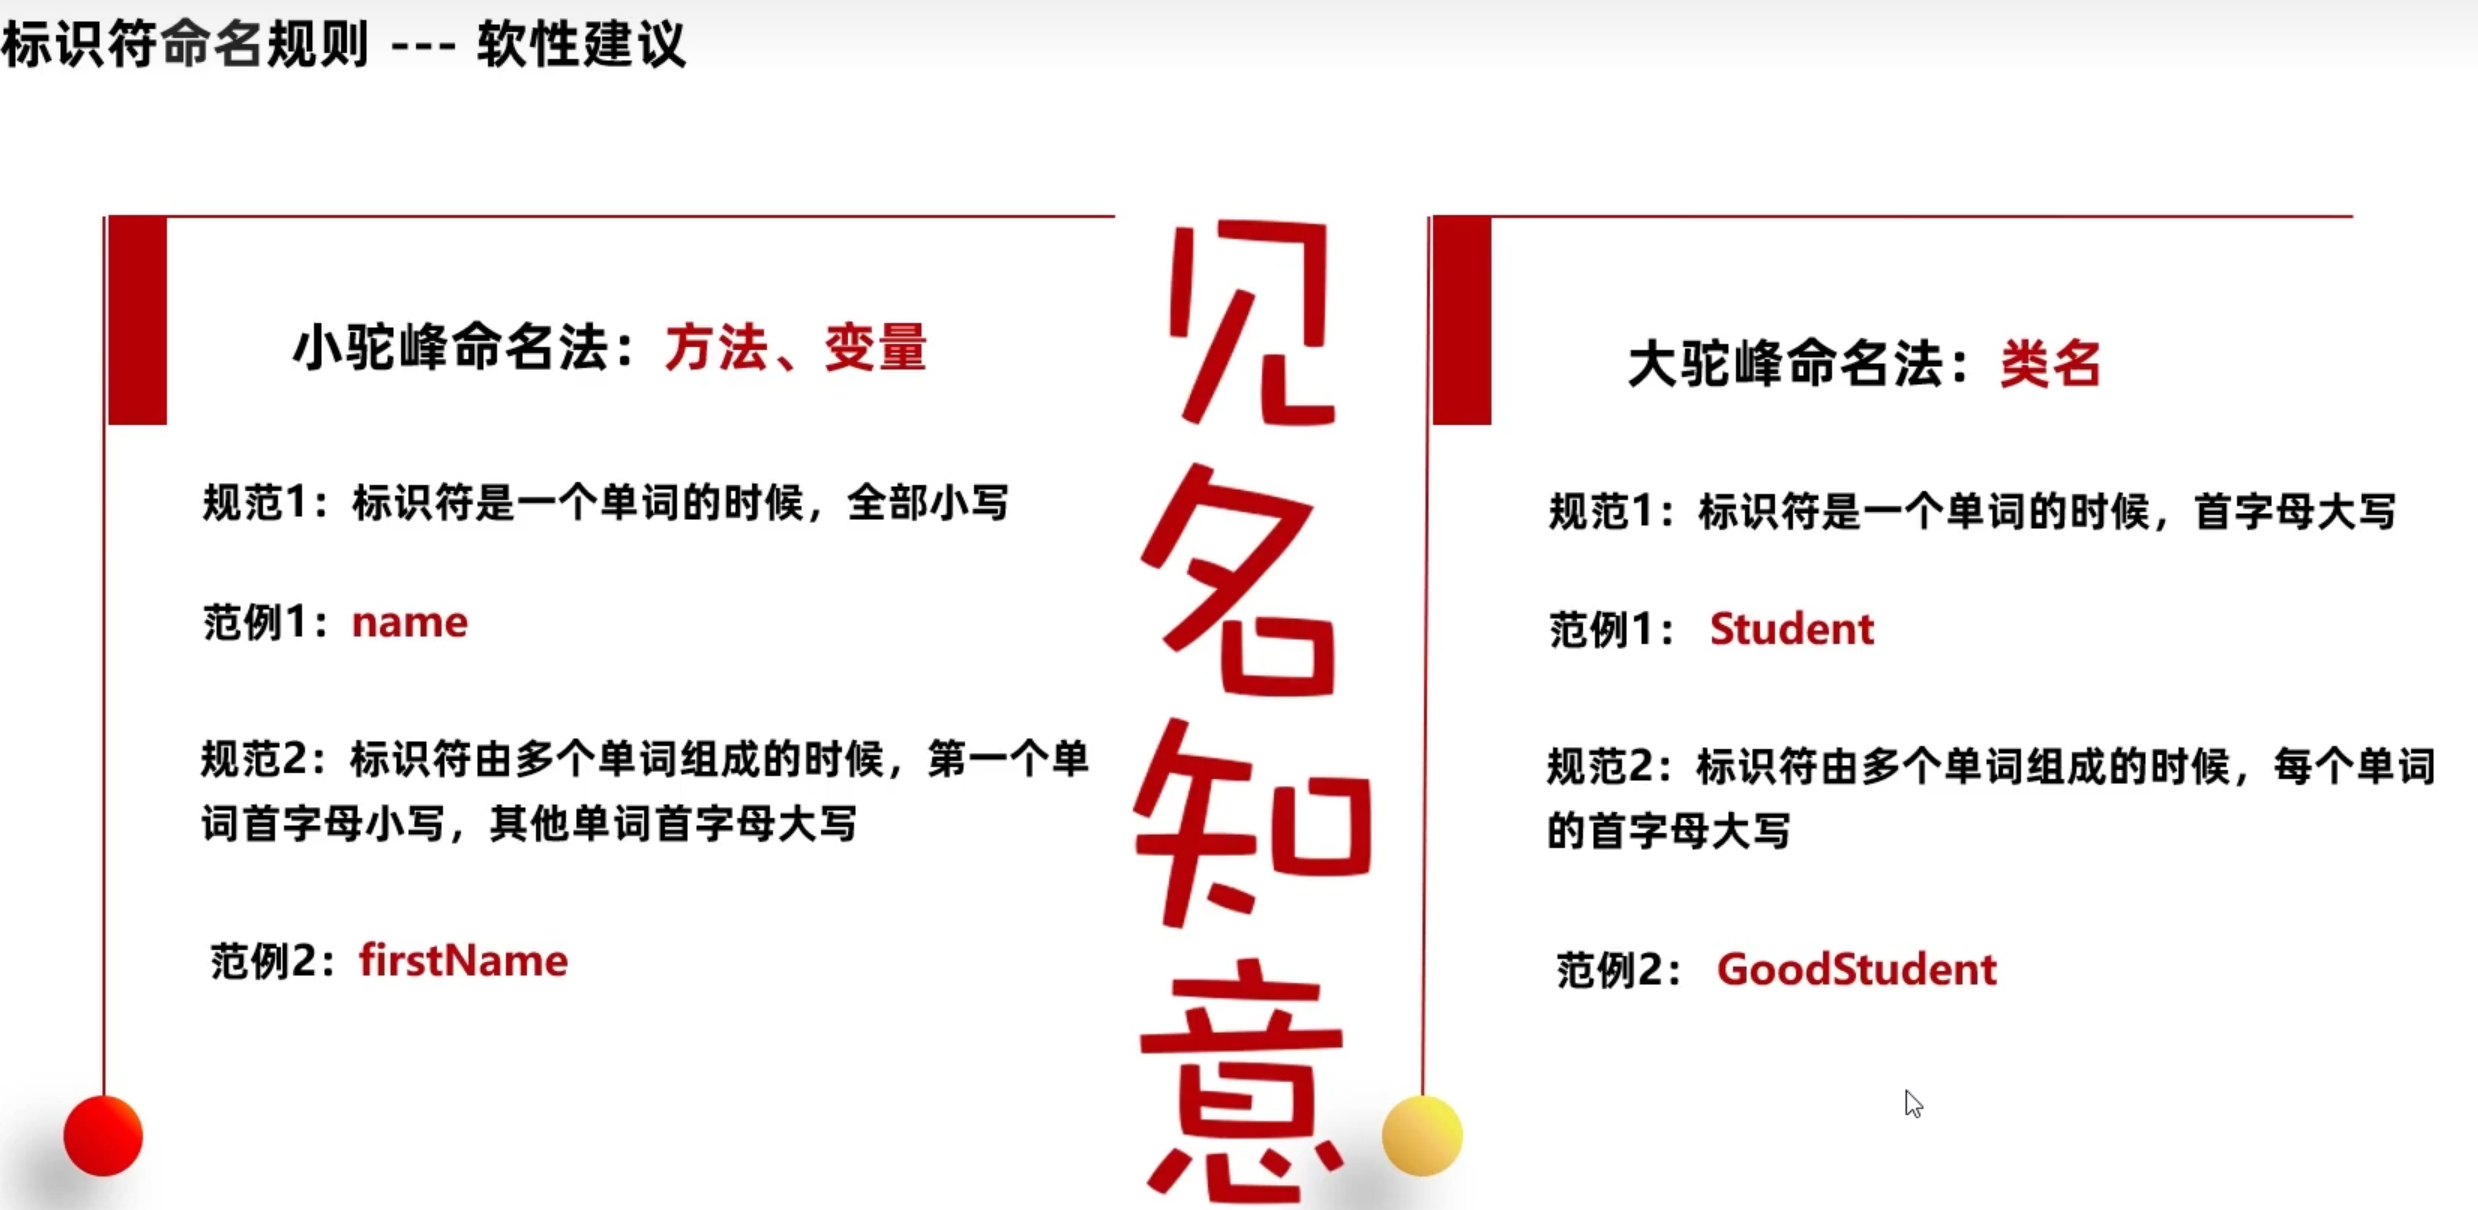 标识符命名规则 --- 软性建议
小驼峰命名法：方法、变量
规范1：标识符是一个单词的时候，全部小写
范例1：name
规范2：标识符由多个单词组成的时候，第一个单
词首字母小写，其他单词首字母大写
范例2：firstName
见
名
知
意
大驼峰命名法：类名
规范1：标识符是一个单词的时候，首字母大写
范例1： Student
规范2：标识符由多个单词组成的时候，每个单词
的首字母大写
范例2： GoodStudent